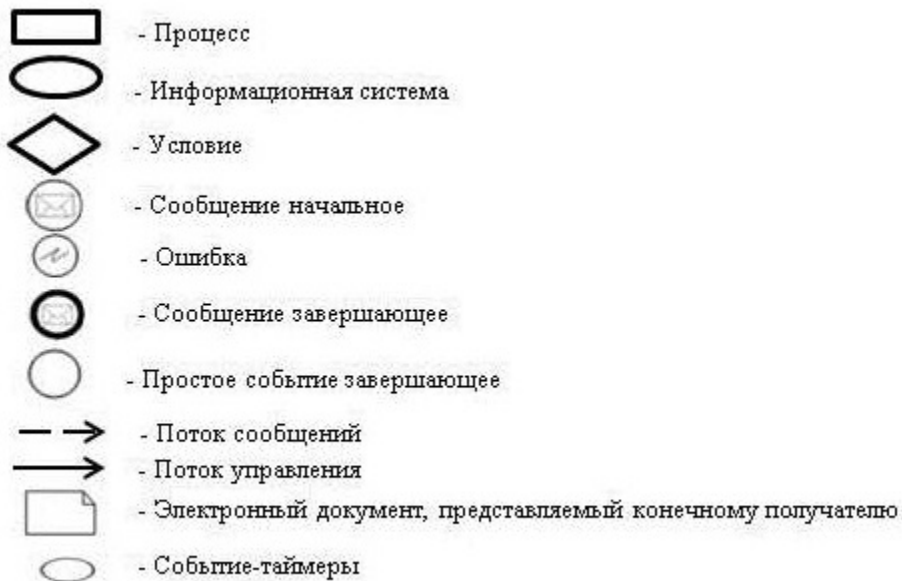 - Процесс
- Информационная система
- Условие
- Сообщение начальное
- Ошибка
- Сообщение завершающее
- Простое событие завершающее
- Поток сообщений
- Поток управления
- Электронный документ, представляемый конечному получателю
- Событие-таймеры